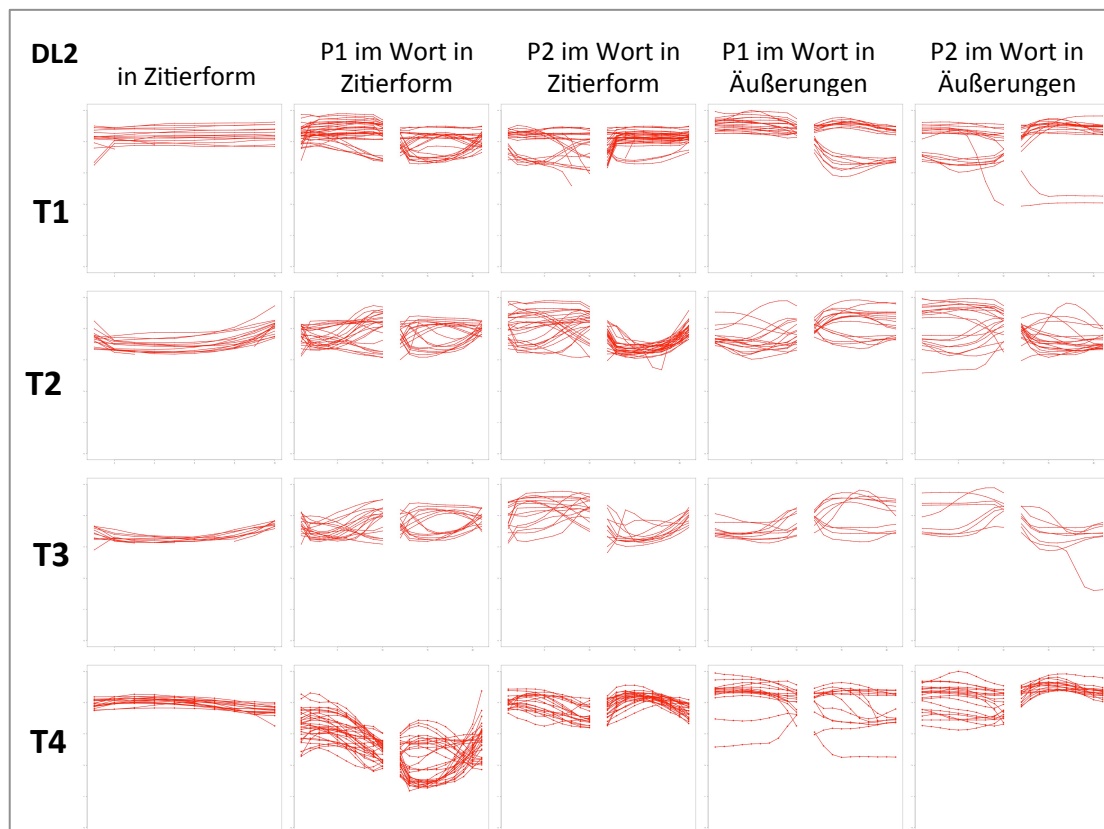 DL2
in Zitierform
P1 im Wort in
Zitierform
P2 im Wort in
Zitierform
P1 im Wort in
Äußerungen
P2 im Wort in
Äußerungen
T1
T2
T3
T4